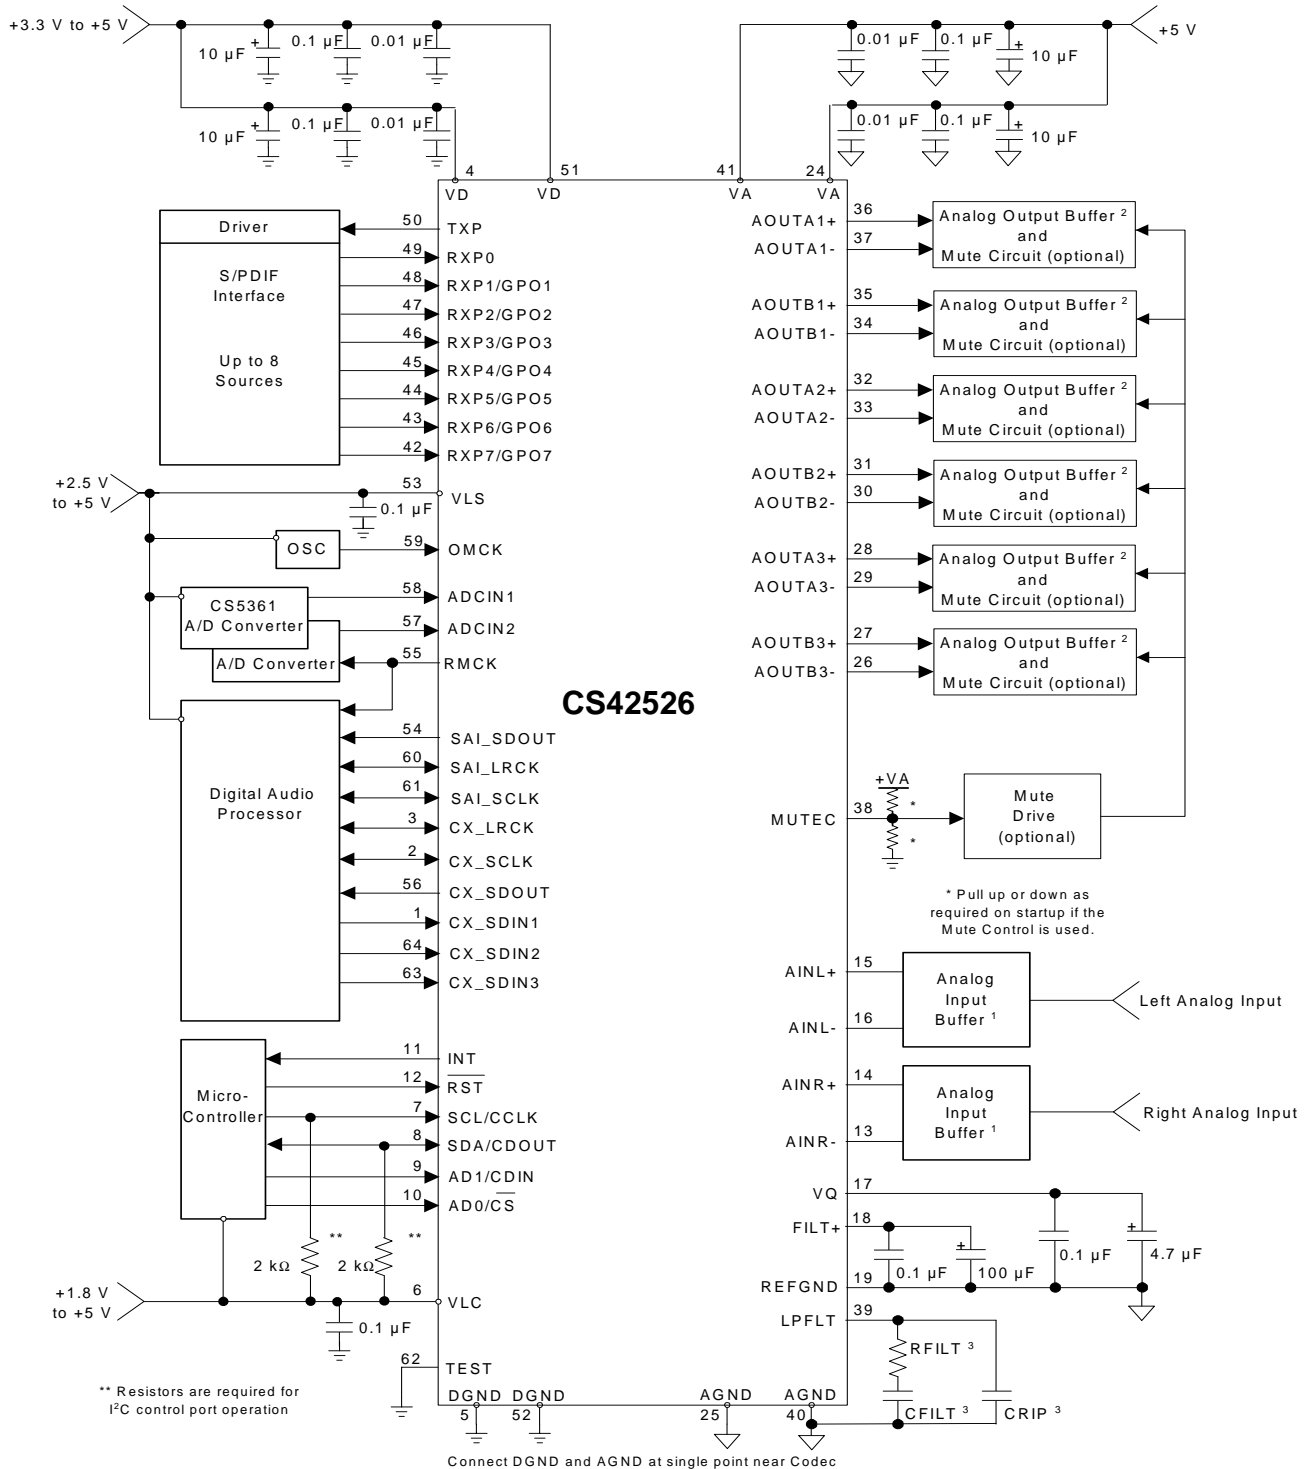 +3.3 V to +5 V
10 µF
+
0.1 µF
0.01 µF
10 µF
+
0.1 µF
0.01 µF
0.01 µF
0.1 µF
+
10 µF
+5 V
0.01 µF
0.1 µF
+
10 µF
4
VD
51
VD
41
VA
24
VA
Driver
S/PDIF
Interface
Up to 8
Sources
50 TXP
49 RXP0
48 RXP1/GPO1
47 RXP2/GPO2
46 RXP3/GPO3
45 RXP4/GPO4
44 RXP5/GPO5
43 RXP6/GPO6
42 RXP7/GPO7
+2.5 V
to +5 V
53 VLS
0.1 µF
OSC
59 OMCK
CS5361
A/D Converter
58 ADCIN1
57 ADCIN2
A/D Converter
55 RMCK
CS42526
Digital Audio
Processor
54 SAI_SDOUT
60 SAI_LRCK
61 SAI_SCLK
3 CX_LRCK
2 CX_SCLK
56 CX_SDOUT
1 CX_SDIN1
64 CX_SDIN2
63 CX_SDIN3
Micro-
Controller
11 INT
12 RST
7 SCL/CCLK
8 SDA/CDOUT
9 AD1/CDIN
10 AD0/CS
**
2 kΩ
**
2 kΩ
+1.8 V
to +5 V
6 VLC
0.1 µF
62 TEST
** Resistors are required for
I²C control port operation
DGND
5
DGND
52
AGND
25
AGND
40
AOUTA1+ 36
AOUTA1- 37
Analog Output Buffer ²
and
Mute Circuit (optional)
AOUTB1+ 35
AOUTB1- 34
Analog Output Buffer ²
and
Mute Circuit (optional)
AOUTA2+ 32
AOUTA2- 33
Analog Output Buffer ²
and
Mute Circuit (optional)
AOUTB2+ 31
AOUTB2- 30
Analog Output Buffer ²
and
Mute Circuit (optional)
AOUTA3+ 28
AOUTA3- 29
Analog Output Buffer ²
and
Mute Circuit (optional)
AOUTB3+ 27
AOUTB3- 26
Analog Output Buffer ²
and
Mute Circuit (optional)
+VA
*
MUTEC 38
*
Mute
Drive
(optional)
* Pull up or down as
required on startup if the
Mute Control is used.
AINL+ 15
AINL- 16
Analog
Input
Buffer ¹
Left Analog Input
AINR+ 14
AINR- 13
Analog
Input
Buffer ¹
Right Analog Input
VQ 17
FILT+ 18
0.1 µF
+
100 µF
0.1 µF
+
4.7 µF
REFGND 19
LPFLT 39
RFILT ³
CFILT ³
CRIP ³
Connect DGND and AGND at single point near Codec